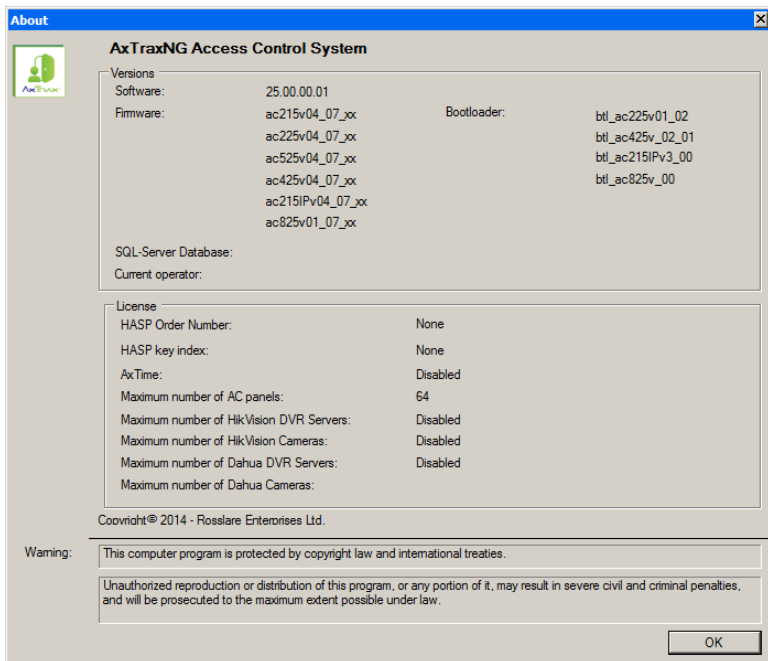 About
AxTrax
AxTraxNG Access Control System
Versions
Software: 25.00.00.01
Firmware: ac215v04_07_xx Bootloader: btl_ac225v01_02
ac225v04_07_xx btl_ac425v_02_01
ac525v04_07_xx btl_ac215IPv3_00
ac425v04_07_xx btl_ac825v_00
ac215IPv04_07_xx
ac825v01_07_xx
SQL-Server Database:
Current operator:
License
HASP Order Number: None
HASP key index: None
AxTime: Disabled
Maximum number of AC panels: 64
Maximum number of HikVision DVR Servers: Disabled
Maximum number of HikVision Cameras: Disabled
Maximum number of Dahua DVR Servers: Disabled
Maximum number of Dahua Cameras:
Copyright© 2014 - Rosslare Enterprises Ltd.
Warning: This computer program is protected by copyright law and international treaties.
Unauthorized reproduction or distribution of this program, or any portion of it, may result in severe civil and criminal penalties,
and will be prosecuted to the maximum extent possible under law.
OK